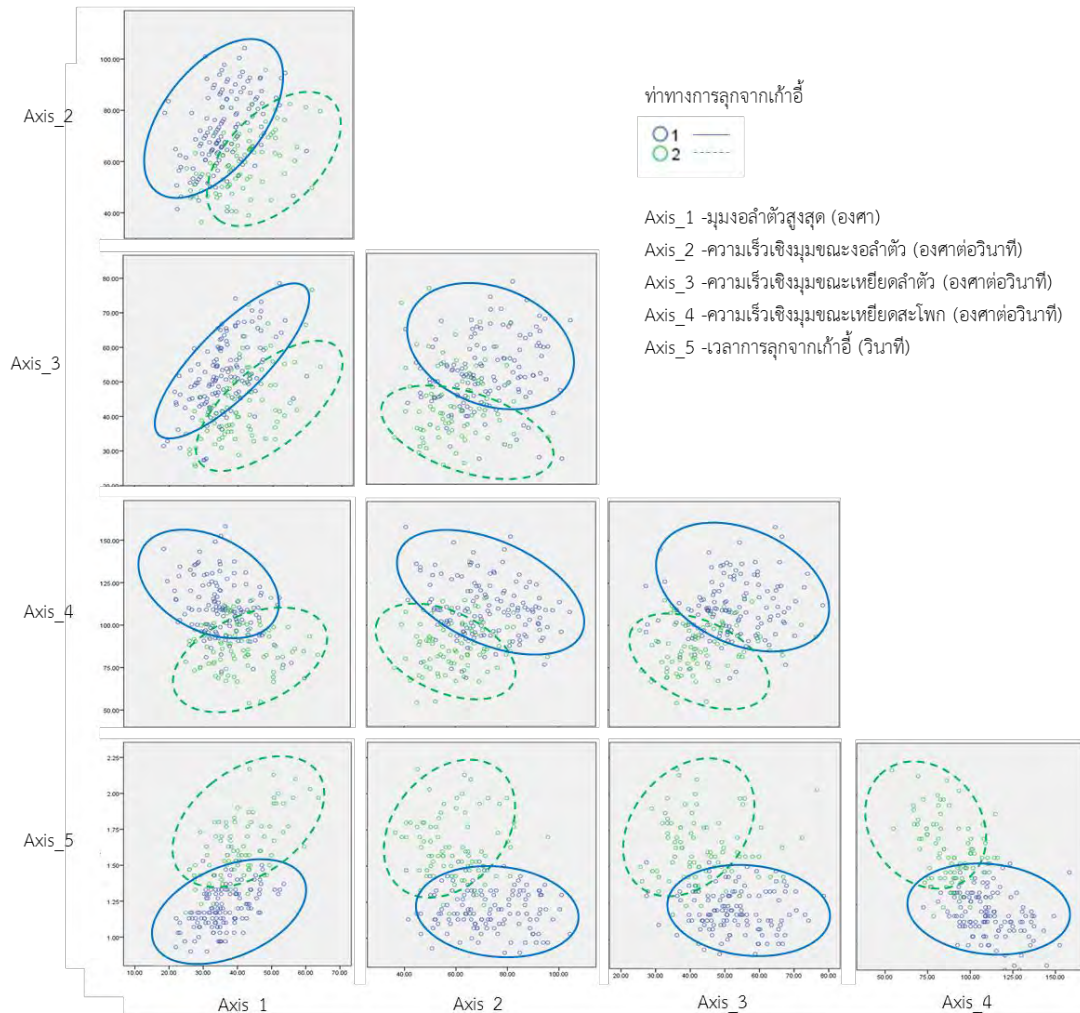 ท่าทางการลุกจากเก้าอี้
1
2
Axis_1 -มุมงอลำตัวสูงสุด (องศา)
Axis_2 -ความเร็วเชิงมุมขณะงอลำตัว (องศาต่อวินาที)
Axis_3 -ความเร็วเชิงมุมขณะเหยียดลำตัว (องศาต่อวินาที)
Axis_4 -ความเร็วเชิงมุมขณะเหยียดสะโพก (องศาต่อวินาที)
Axis_5 -เวลาการลุกจากเก้าอี้ (วินาที)
Axis_2
100.00
80.00
60.00
40.00
Axis_3
80.00
70.00
60.00
50.00
40.00
30.00
20.00
Axis_4
150.00
125.00
100.00
75.00
50.00
Axis_5
2.25
2.00
1.75
1.50
1.25
1.00
10.00 20.00 30.00 40.00 50.00 60.00 70.00
40.00 60.00 80.00 100.00
20.00 30.00 40.00 50.00 60.00 70.00 80.00
50.00 75.00 100.00 125.00 150.00
Axis 1 Axis 2 Axis_3 Axis_4